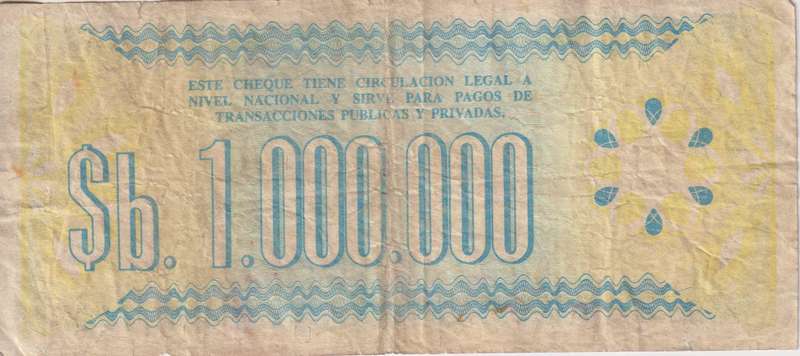 ESTE CHEQUE TIENE CIRCULACION LEGAL A
NIVEL NACIONAL Y SIRVE PARA PAGOS DE
TRANSACCIONES PUBLICAS Y PRIVADAS.
$b. 1.000.000